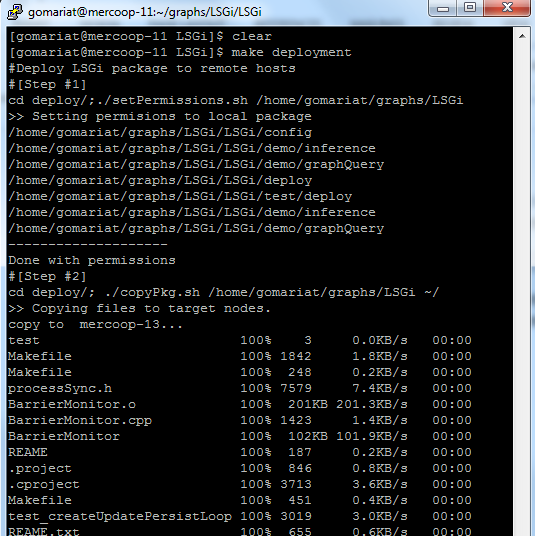 gomariat@mercoop-11:~/graphs/LSGi/LSGi
[gomariat@mercoop-11 LSGi]$ clear
[gomariat@mercoop-11 LSGi]$ make deployment
#Deploy LSGi package to remote hosts
#[Step #1]
cd deploy/;./setPermissions.sh /home/gomariat/graphs/LSGi
>> Setting permisions to local package
/home/gomariat/graphs/LSGi/LSGi/config
/home/gomariat/graphs/LSGi/LSGi/demo/inference
/home/gomariat/graphs/LSGi/LSGi/demo/graphQuery
/home/gomariat/graphs/LSGi/LSGi/deploy
/home/gomariat/graphs/LSGi/LSGi/test/deploy
/home/gomariat/graphs/LSGi/LSGi/demo/inference
/home/gomariat/graphs/LSGi/LSGi/demo/graphQuery
--------------------
Done with permissions
#[Step #2]
cd deploy/; ./copyPkg.sh /home/gomariat/graphs/LSGi ~/
>> Copying files to target nodes.
copy to  mercoop-13...
test 100% 3 0.0KB/s 00:00
Makefile 100% 1842 1.8KB/s 00:00
Makefile 100% 248 0.2KB/s 00:00
processSync.h 100% 7579 7.4KB/s 00:00
BarrierMonitor.o 100% 201KB 201.3KB/s 00:00
BarrierMonitor.cpp 100% 1423 1.4KB/s 00:00
BarrierMonitor 100% 102KB 101.9KB/s 00:00
REAME 100% 187 0.2KB/s 00:00
.project 100% 846 0.8KB/s 00:00
.cproject 100% 3713 3.6KB/s 00:00
Makefile 100% 451 0.4KB/s 00:00
test_createUpdatePersistLoop 100% 3019 3.0KB/s 00:00
REAME.txt 100% 655 0.6KB/s 00:00